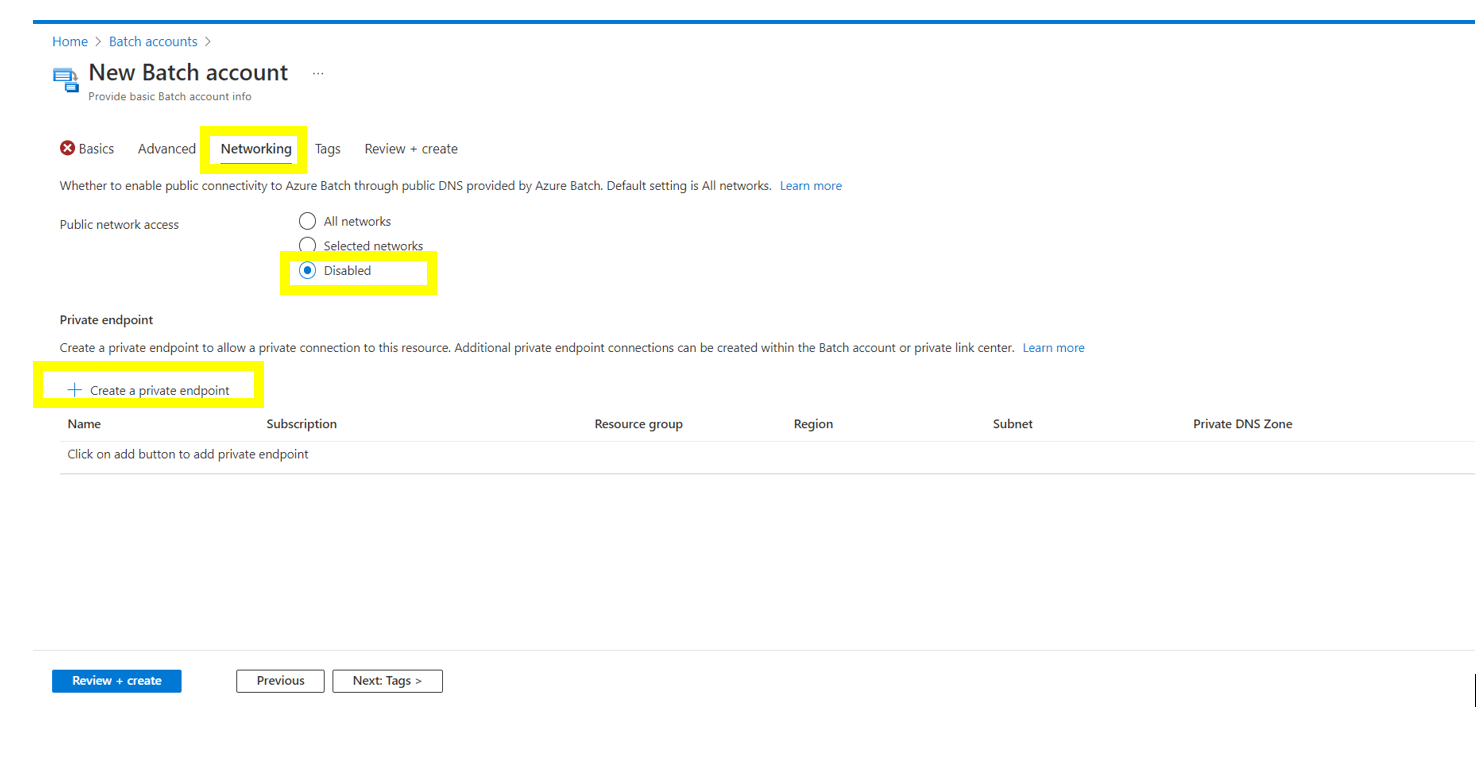 Home > Batch accounts >
New Batch account ...
Provide basic Batch account info
Basics Advanced Networking Tags Review + create
Whether to enable public connectivity to Azure Batch through public DNS provided by Azure Batch. Default setting is All networks. Learn more
Public network access
All networks
Selected networks
Disabled
Private endpoint
Create a private endpoint to allow a private connection to this resource. Additional private endpoint connections can be created within the Batch account or private link center. Learn more
+ Create a private endpoint
Name Subscription Resource group Region Subnet Private DNS Zone
Click on add button to add private endpoint
Review + create Previous Next: Tags >